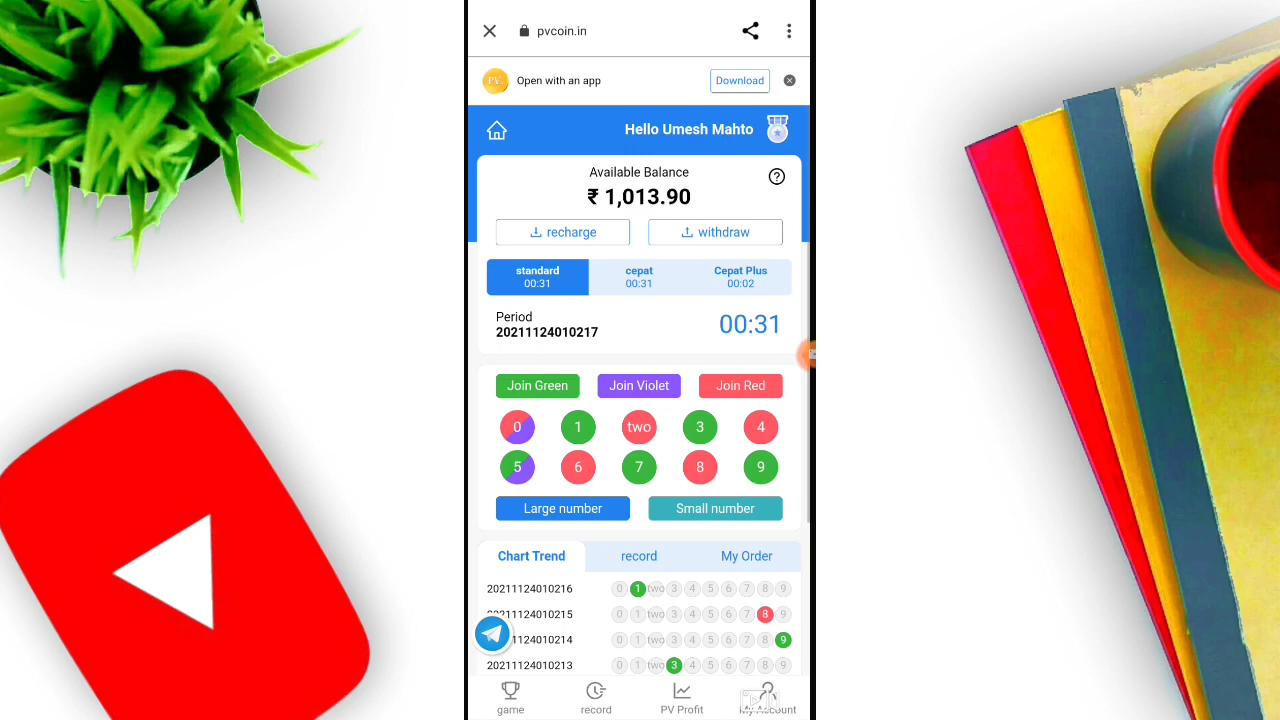 pvcoin.in
PV.
Open with an app
Download
Hello Umesh Mahto
Available Balance
₹ 1,013.90
recharge
withdraw
standard
00:31
cepat
00:31
Cepat Plus
00:02
Period
20211124010217
00:31
Join Green
Join Violet
Join Red
0 1 two 3 4
5 6 7 8 9
Large number
Small number
Chart Trend
record
My Order
20211124010216 0 1 two 3 4 5 6 7 8 9
20211124010215 0 1 two 3 4 5 6 7 8 9
1124010214 0 1 two 3 4 5 6 7 8 9
20211124010213 0 1 two 3 4 5 6 7 8 9
game
record
PV Profit
My Account